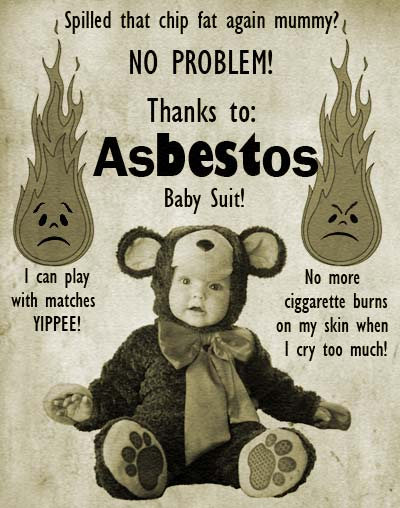 Spilled that chip fat again mummy?
NO PROBLEM!
Thanks to:
Asbestos
Baby Suit!
I can play
with matches
YIPPEE!
No more
ciggarette burns
on my skin when
I cry too much!